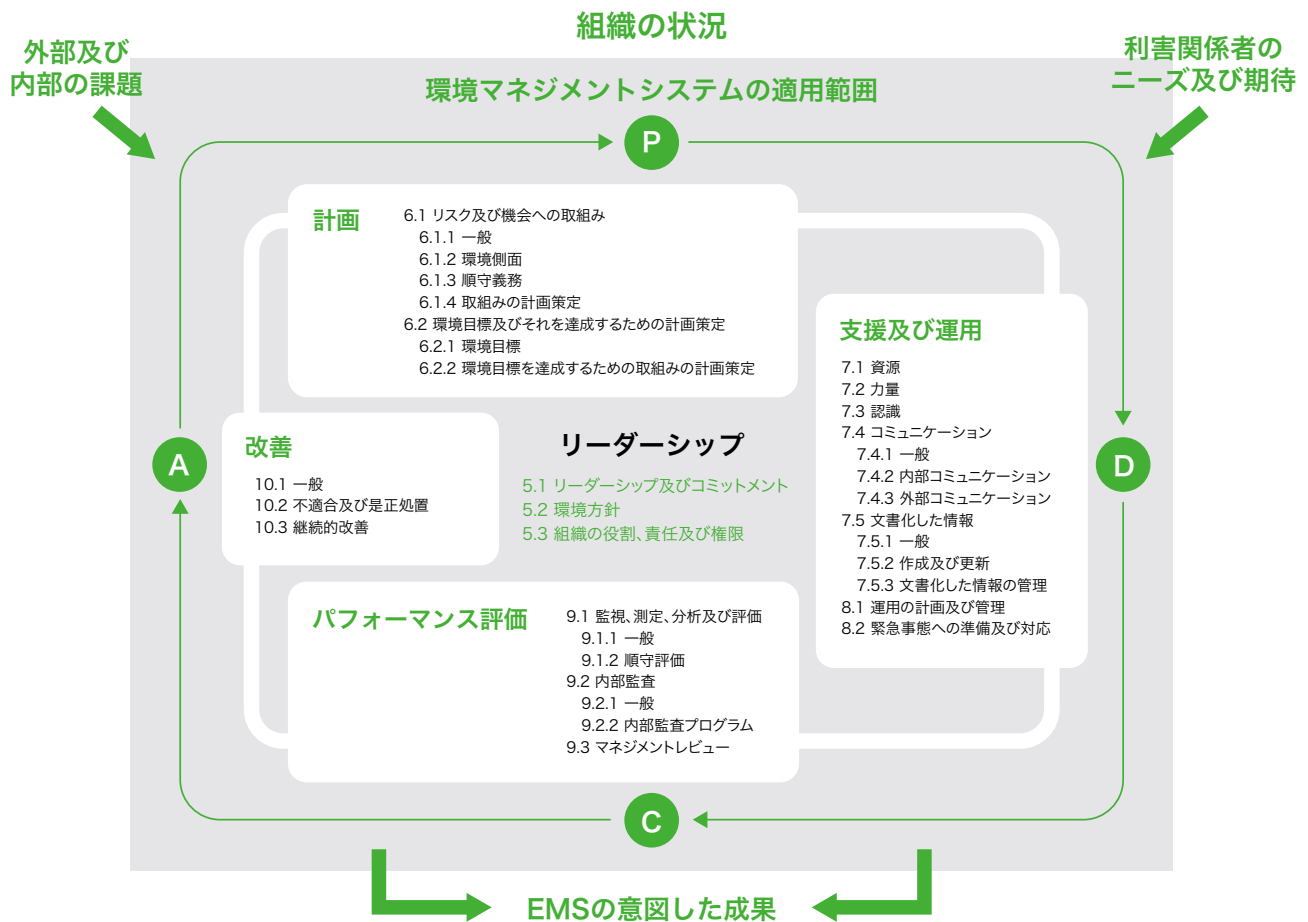 組織の状況
外部及び
内部の課題
利害関係者の
ニーズ及び期待
環境マネジメントシステムの適用範囲
P
計画
6.1 リスク及び機会への取組み
6.1.1 一般
6.1.2 環境側面
6.1.3 順守義務
6.1.4 取組みの計画策定
6.2 環境目標及びそれを達成するための計画策定
6.2.1 環境目標
6.2.2 環境目標を達成するための取組みの計画策定
支援及び運用
7.1 資源
7.2 力量
7.3 認識
7.4 コミュニケーション
7.4.1 一般
7.4.2 内部コミュニケーション
7.4.3 外部コミュニケーション
7.5 文書化した情報
7.5.1 一般
7.5.2 作成及び更新
7.5.3 文書化した情報の管理
8.1 運用の計画及び管理
8.2 緊急事態への準備及び対応
D
A
改善
10.1 一般
10.2 不適合及び是正処置
10.3 継続的改善
リーダーシップ
5.1 リーダーシップ及びコミットメント
5.2 環境方針
5.3 組織の役割、責任及び権限
パフォーマンス評価
9.1 監視、測定、分析及び評価
9.1.1 一般
9.1.2 順守評価
9.2 内部監査
9.2.1 一般
9.2.2 内部監査プログラム
9.3 マネジメントレビュー
C
EMSの意図した成果